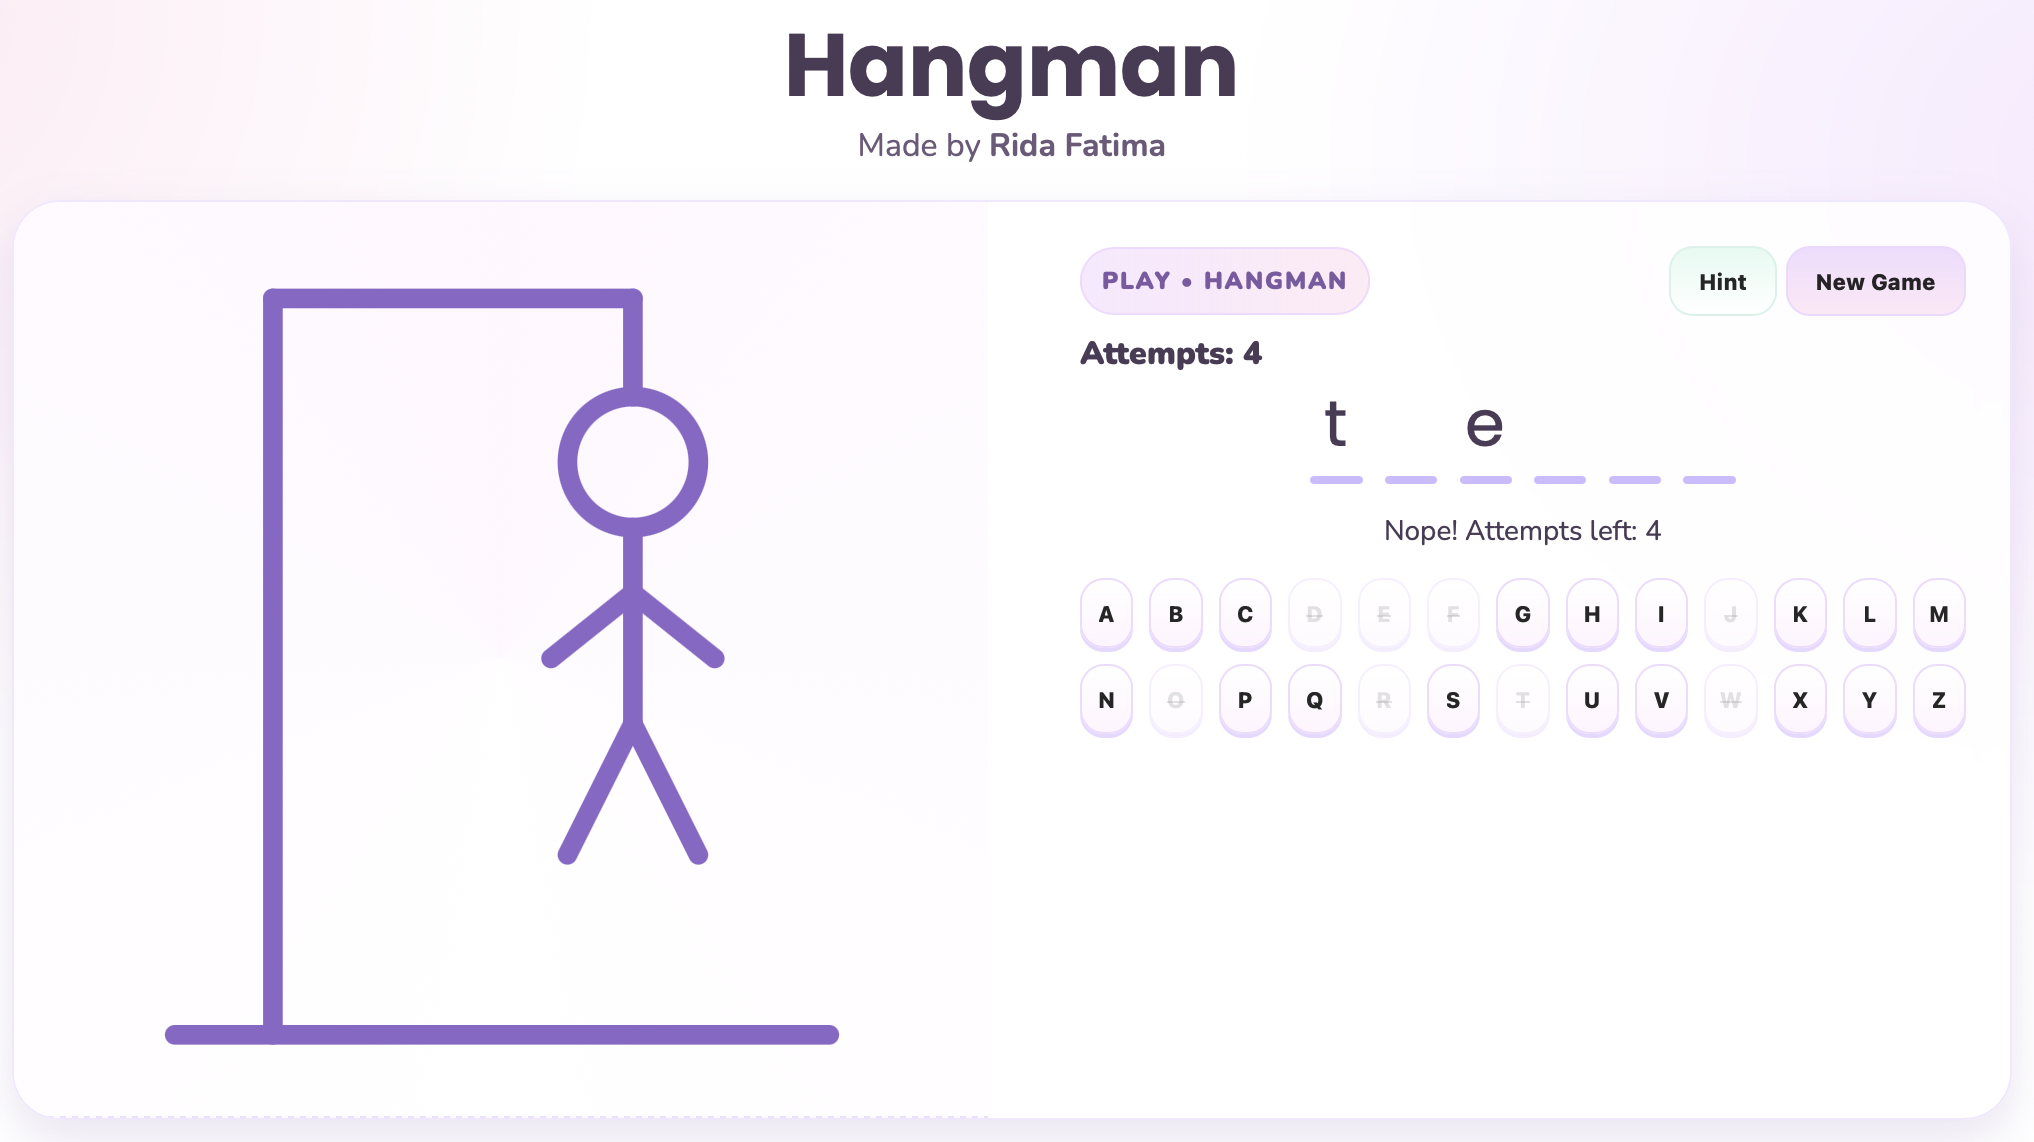 Hangman
Made by Rida Fatima
PLAY • HANGMAN
Hint
New Game
Attempts: 4
t e
Nope! Attempts left: 4
A B C D E F G H I J K L M
N O P Q R S T U V W X Y Z